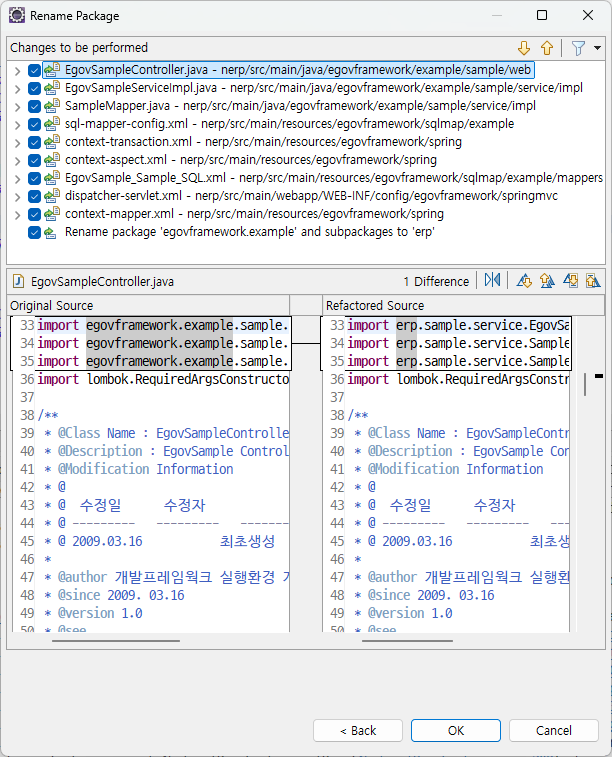 Rename Package
Changes to be performed
EgovSampleController.java - nerp/src/main/java/egovframework/example/sample/web
EgovSampleServiceImpl.java - nerp/src/main/java/egovframework/example/sample/service/impl
SampleMapper.java - nerp/src/main/java/egovframework/example/sample/service/impl
sql-mapper-config.xml - nerp/src/main/resources/egovframework/sqlmap/example
context-transaction.xml - nerp/src/main/resources/egovframework/spring
context-aspect.xml - nerp/src/main/resources/egovframework/spring
EgovSample_Sample_SQL.xml - nerp/src/main/resources/egovframework/sqlmap/example/mappers
dispatcher-servlet.xml - nerp/src/main/webapp/WEB-INF/config/egovframework/springmvc
context-mapper.xml - nerp/src/main/resources/egovframework/spring
Rename package 'egovframework.example' and subpackages to 'erp'
EgovSampleController.java 1 Difference
Original Source
33 import egovframework.example.sample.
34 import egovframework.example.sample.
35 import egovframework.example.sample.
36 import lombok.RequiredArgsConstructo
37
38 /**
39 * @Class Name : EgovSampleControlle
40 * @Description : EgovSample Control
41 * @Modification Information
42 * @
43 * @ 수정일 수정자
44 * @ --------- --------- -------
45 * @ 2009.03.16 최초생성
46 *
47 * @author 개발프레임웍크 실행환경
48 * @since 2009. 03.16
49 * @version 1.0
50 * @see
Refactored Source
33 import erp.sample.service.EgovSa
34 import erp.sample.service.Sample
35 import erp.sample.service.Sample
36 import lombok.RequiredArgsConstr
37
38 /**
39 * @Class Name : EgovSampleContr
40 * @Description : EgovSample Con
41 * @Modification Information
42 * @
43 * @ 수정일 수정자
44 * @ --------- --------- ---
45 * @ 2009.03.16 최초생
46 *
47 * @author 개발프레임웍크 실행환
48 * @since 2009. 03.16
49 * @version 1.0
50 * @see
< Back
OK
Cancel